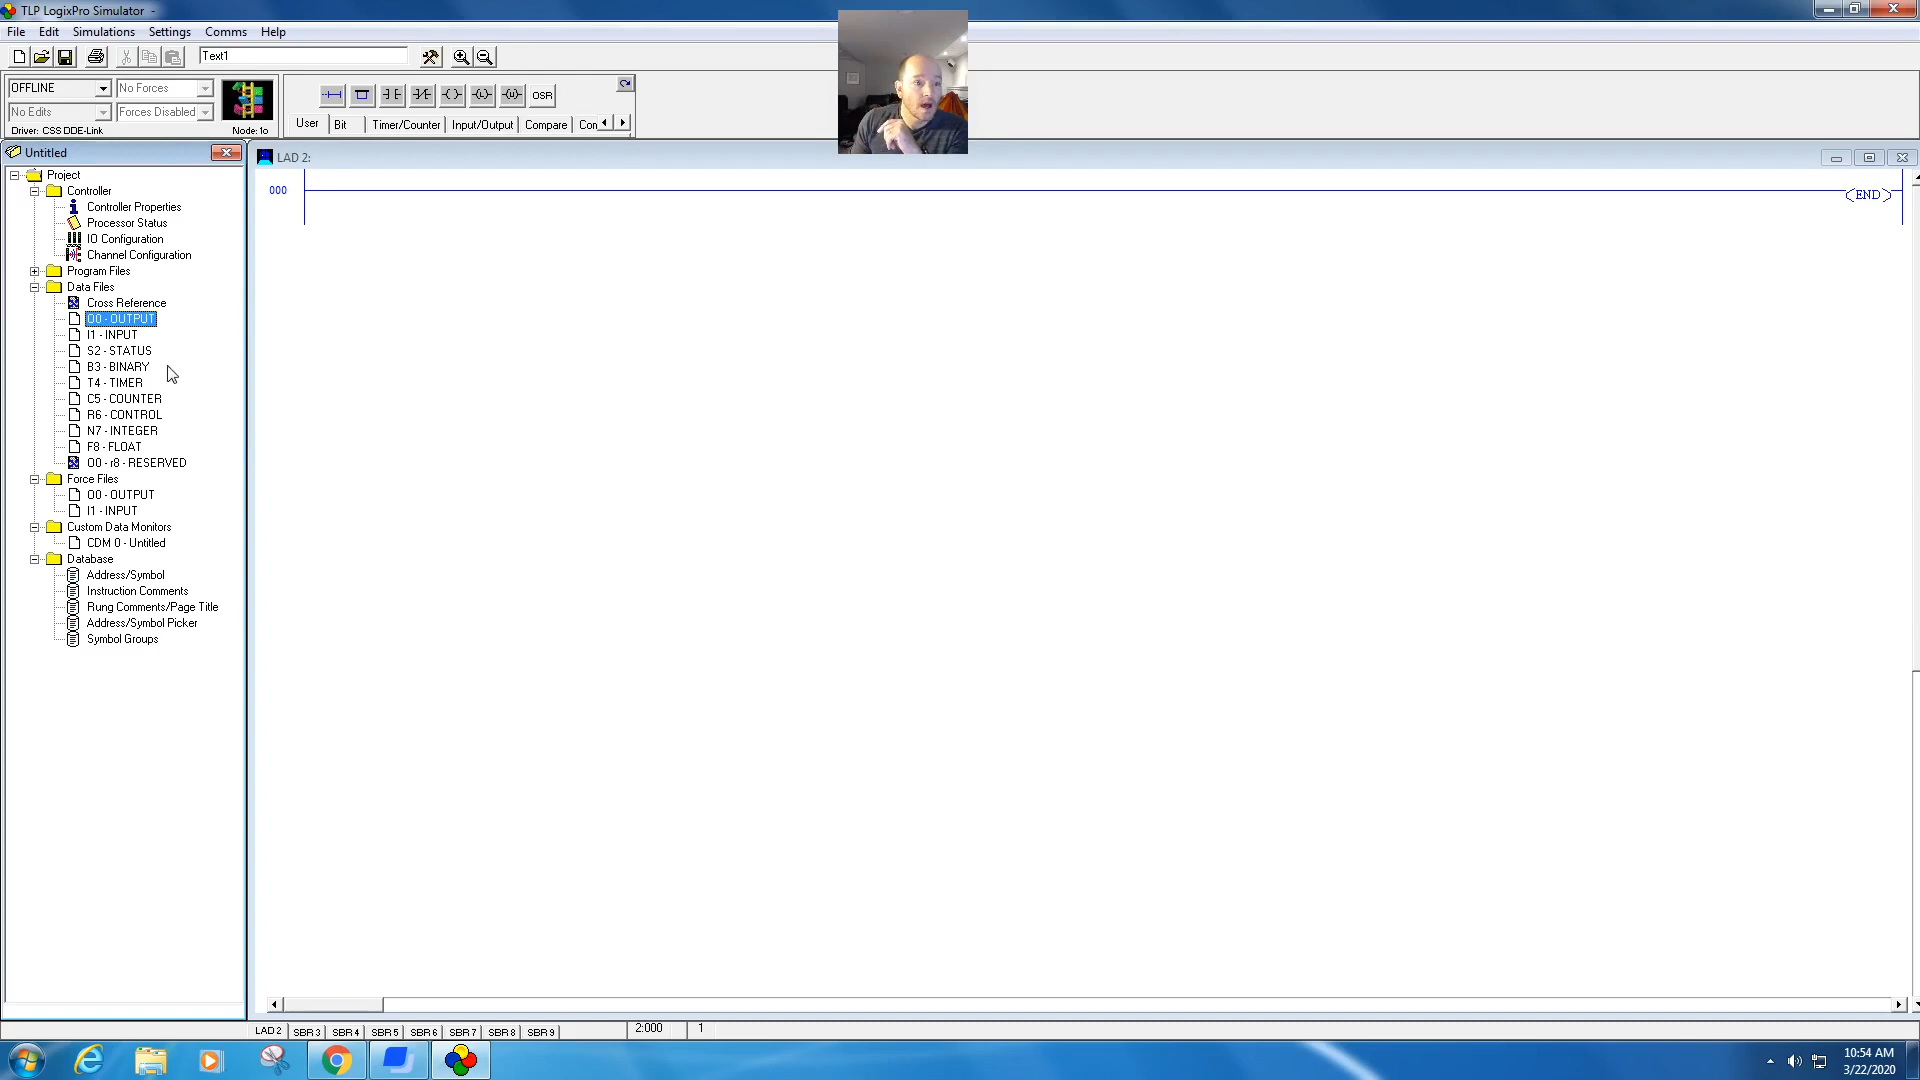 TLP LogixPro Simulator -
File Edit Simulations Settings Comms Help
Text1
OFFLINE No Forces
No Edits Forces Disabled
Driver: CSS DDE-Link Node: 1o
OSR
User Bit Timer/Counter Input/Output Compare Con
Untitled
Project
Controller
Controller Properties
Processor Status
IO Configuration
Channel Configuration
Program Files
Data Files
Cross Reference
O0 - OUTPUT
I1 - INPUT
S2 - STATUS
B3 - BINARY
T4 - TIMER
C5 - COUNTER
R6 - CONTROL
N7 - INTEGER
F8 - FLOAT
O0 - r8 - RESERVED
Force Files
O0 - OUTPUT
I1 - INPUT
Custom Data Monitors
CDM 0 - Untitled
Database
Address/Symbol
Instruction Comments
Rung Comments/Page Title
Address/Symbol Picker
Symbol Groups
LAD 2:
000
END
LAD 2 SBR 3 SBR 4 SBR 5 SBR 6 SBR 7 SBR 8 SBR 9 2:000 1
10:54 AM
3/22/2020